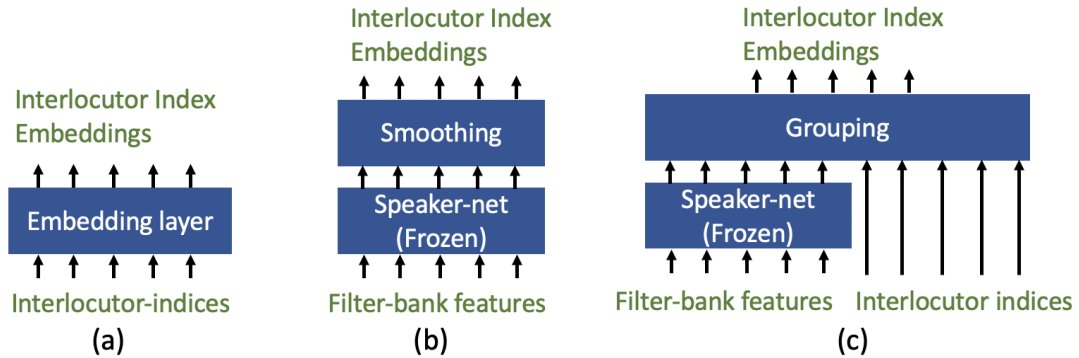 Interlocutor Index
Embeddings
Embedding layer
Interlocutor-indices
(a)
Interlocutor Index
Embeddings
Smoothing
Speaker-net
(Frozen)
Filter-bank features
(b)
Interlocutor Index
Embeddings
Grouping
Speaker-net
(Frozen)
Filter-bank features
Interlocutor indices
(c)